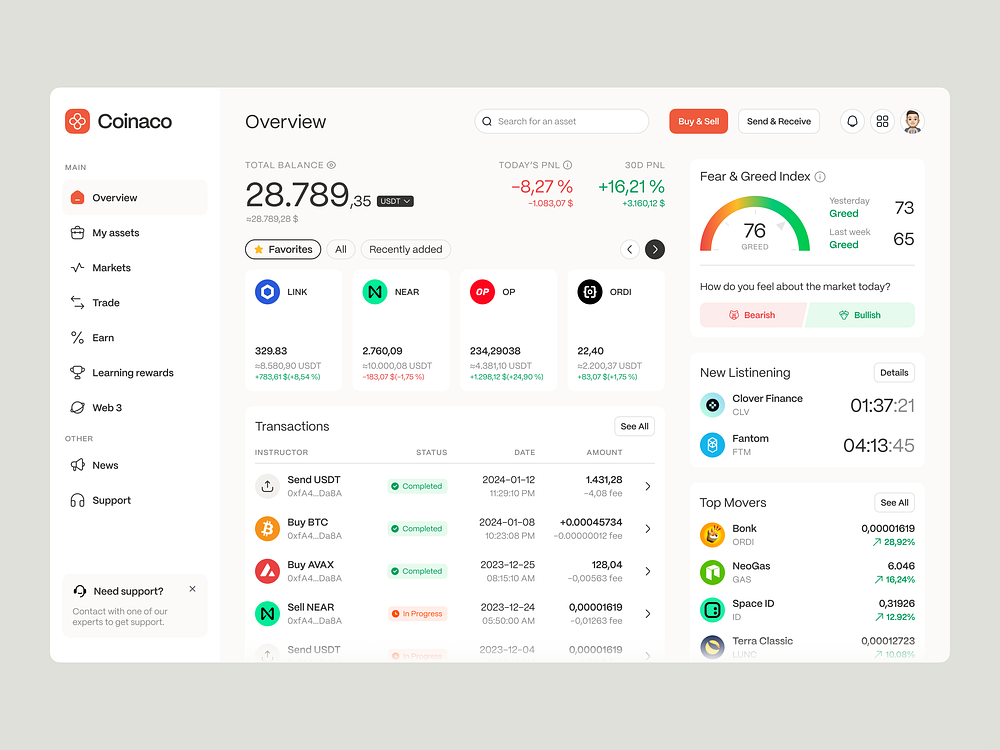 Coinaco
MAIN
Overview
My assets
Markets
Trade
Earn
Learning rewards
Web 3
OTHER
News
Support
Need support?
Contact with one of our
experts to get support.
Overview
Search for an asset
Buy & Sell
Send & Receive
TOTAL BALANCE
28.789,35 USDT
≈28.789,28 $
TODAY'S PNL
−8,27 %
−1.083,07 $
30D PNL
+16,21 %
+3.160,12 $
Favorites
All
Recently added
LINK
329.83
≈8.580,90 USDT
+783,61 $(+8,54 %)
NEAR
2.760,09
≈10.000,08 USDT
−183,07 $(−1,75 %)
OP
OP
234,29038
≈4.381,10 USDT
+1.298,12 $(+24,90 %)
ORDI
22,40
≈2.200,37 USDT
+83,07 $(+1,75 %)
Transactions
See All
INSTRUCTOR STATUS DATE AMOUNT
Send USDT Completed 2024-01-12 1.431,28
0xfA4...Da8A 11:29:10 PM −4,08 fee
Buy BTC Completed 2024-01-08 +0.00045734
0xfA4...Da8A 10:23:08 PM −0.00000012 fee
Buy AVAX Completed 2023-12-25 128,04
0xfA4...Da8A 08:15:10 AM −0,00563 fee
Sell NEAR In Progress 2023-12-24 0,00001619
0xfA4...Da8A 05:50:00 AM −0,01263 fee
Send USDT In Progress 2023-12-04 0,00001619
Fear & Greed Index
76
GREED
Yesterday
Greed
73
Last week
Greed
65
How do you feel about the market today?
Bearish
Bullish
New Listinening
Details
Clover Finance
CLV
01:37:21
Fantom
FTM
04:13:45
Top Movers
See All
Bonk 0,00001619
ORDI 28,92%
NeoGas 6.046
GAS 16,24%
Space ID 0,31926
ID 12.92%
Terra Classic 0,00012723
LUNC 10,08%